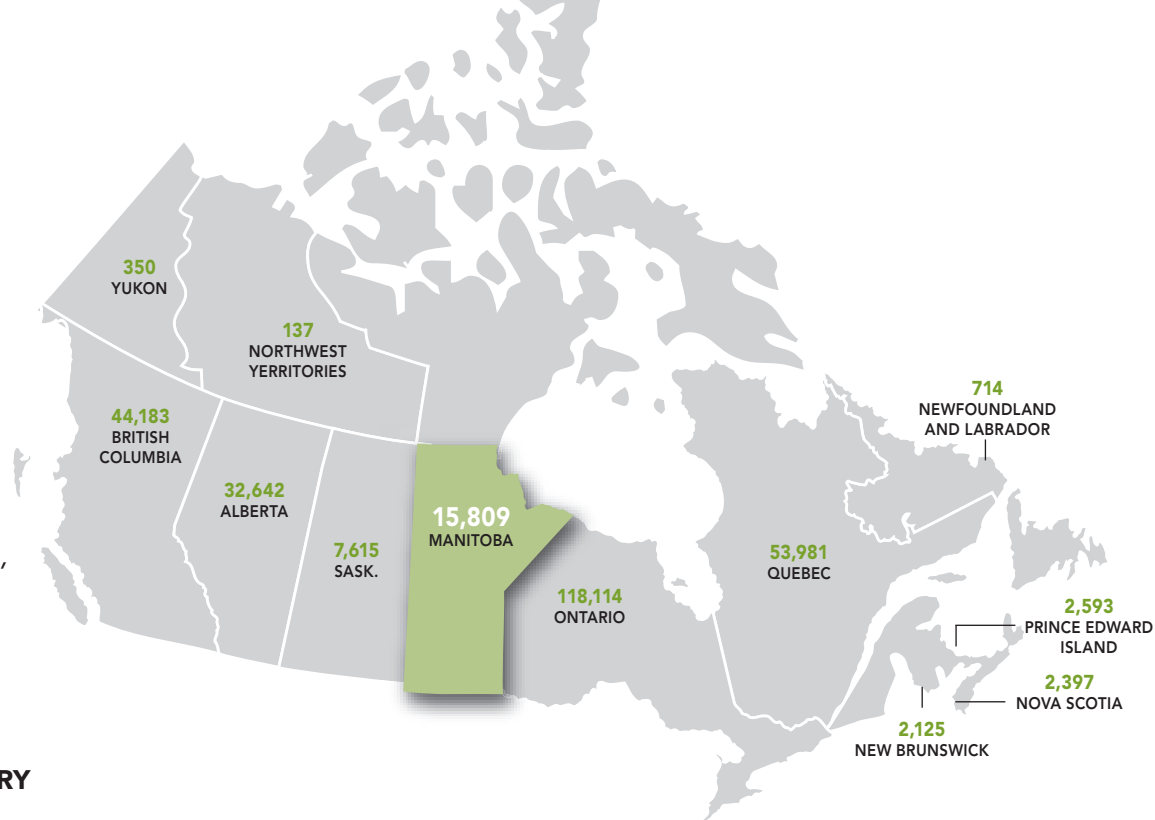 350
YUKON
137
NORTHWEST
YERRITORIES
714
NEWFOUNDLAND
AND LABRADOR
44,183
BRITISH
COLUMBIA
32,642
ALBERTA
15,809
MANITOBA
7,615
SASK.
53,981
QUEBEC
,
118,114
ONTARIO
2,593
PRINCE EDWARD
ISLAND
2,397
NOVA SCOTIA
2,125
NEW BRUNSWICK
RY